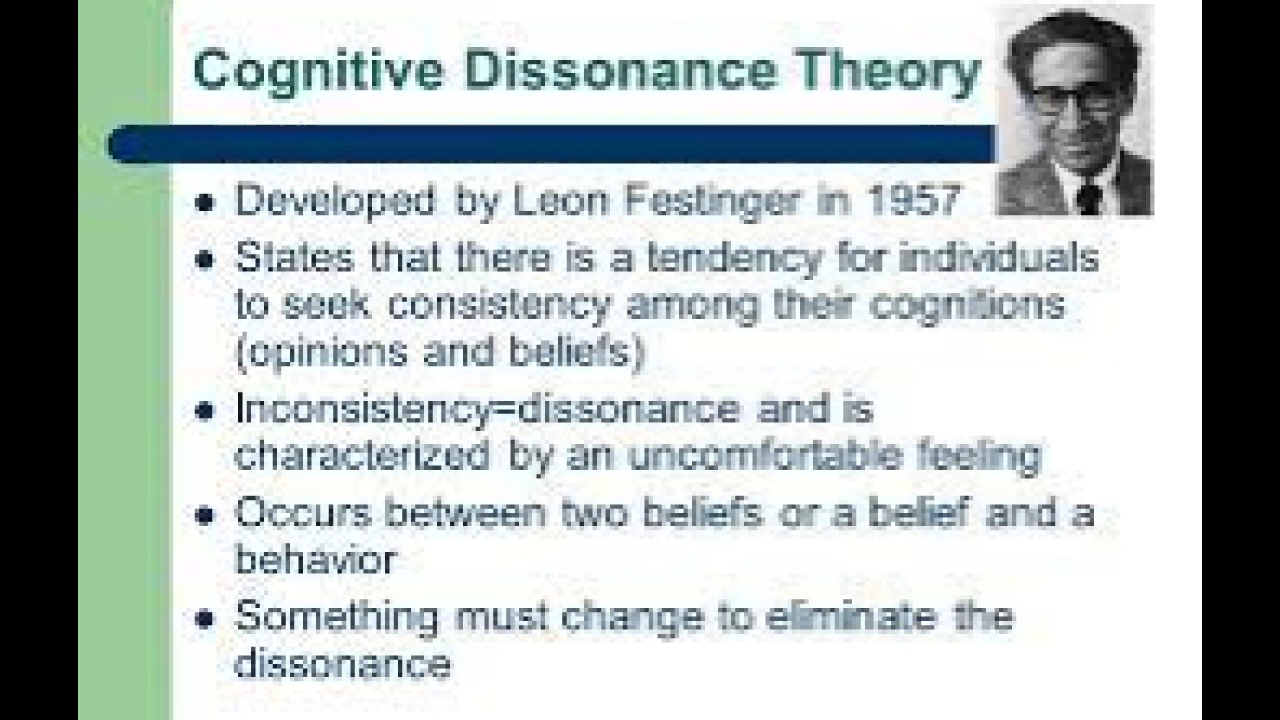 Cognitive Dissonance Theory
• Developed by Leon Festinger in 1957
• States that there is a tendency for individuals
to seek consistency among their cognitions
(opinions and beliefs)
• Inconsistency=dissonance and is
characterized by an uncomfortable feeling
• Occurs between two beliefs or a belief and a
behavior
• Something must change to eliminate the
dissonance